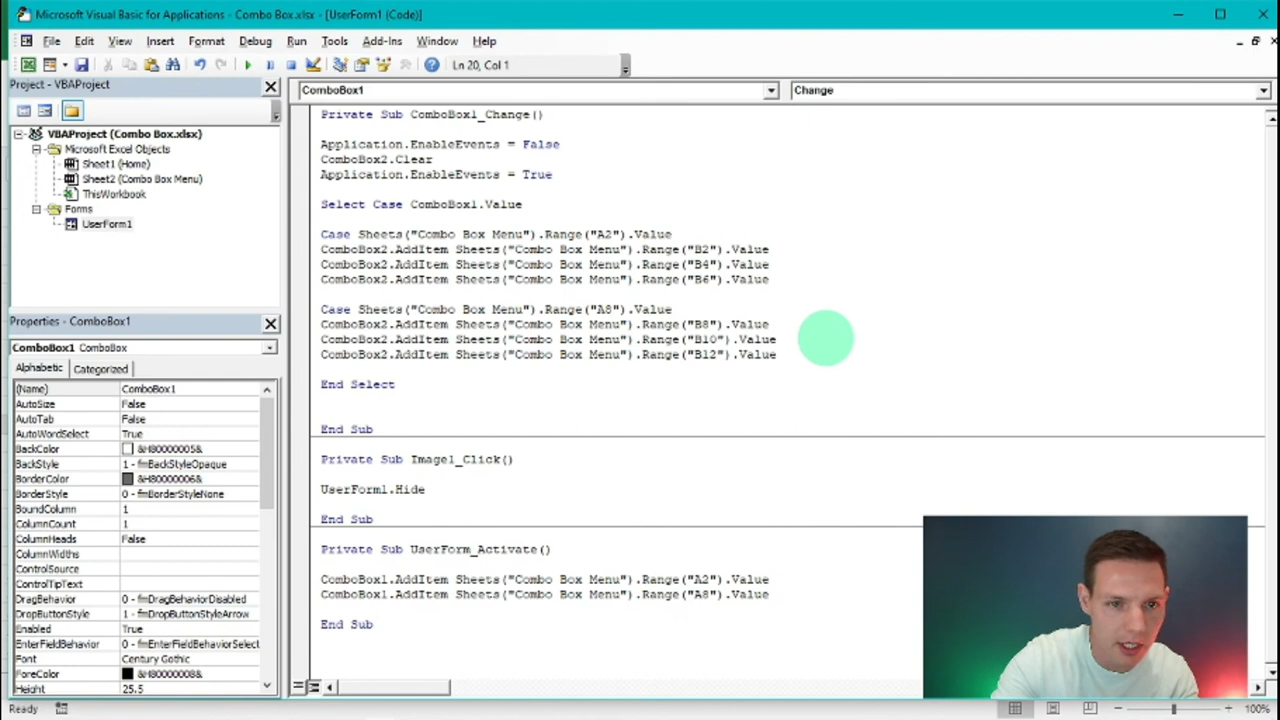 Microsoft Visual Basic for Applications - Combo Box.xlsx - [UserForm1 (Code)]
File Edit View Insert Format Debug Run Tools Add-Ins Window Help
Ln 20, Col 1
Project - VBAProject
VBAProject (Combo Box.xlsx)
Microsoft Excel Objects
Sheet1 (Home)
Sheet2 (Combo Box Menu)
ThisWorkbook
Forms
UserForm1
Properties - ComboBox1
ComboBox1 ComboBox
Alphabetic Categorized
(Name) ComboBox1
AutoSize False
AutoTab False
AutoWordSelect True
BackColor &H80000005&
BackStyle 1 - fmBackStyleOpaque
BorderColor &H80000006&
BorderStyle 0 - fmBorderStyleNone
BoundColumn 1
ColumnCount 1
ColumnHeads False
ColumnWidths
ControlSource
ControlTipText
DragBehavior 0 - fmDragBehaviorDisabled
DropButtonStyle 1 - fmDropButtonStyleArrow
Enabled True
EnterFieldBehavior 0 - fmEnterFieldBehaviorSelect
Font Century Gothic
ForeColor &H80000008&
Height 25.5
ComboBox1 Change
Private Sub ComboBox1_Change()
Application.EnableEvents = False
ComboBox2.Clear
Application.EnableEvents = True
Select Case ComboBox1.Value
Case Sheets("Combo Box Menu").Range("A2").Value
ComboBox2.AddItem Sheets("Combo Box Menu").Range("B2").Value
ComboBox2.AddItem Sheets("Combo Box Menu").Range("B4").Value
ComboBox2.AddItem Sheets("Combo Box Menu").Range("B6").Value
Case Sheets("Combo Box Menu").Range("A8").Value
ComboBox2.AddItem Sheets("Combo Box Menu").Range("B8").Value
ComboBox2.AddItem Sheets("Combo Box Menu").Range("B10").Value
ComboBox2.AddItem Sheets("Combo Box Menu").Range("B12").Value
End Select
End Sub
Private Sub Image1_Click()
UserForm1.Hide
End Sub
Private Sub UserForm_Activate()
ComboBox1.AddItem Sheets("Combo Box Menu").Range("A2").Value
ComboBox1.AddItem Sheets("Combo Box Menu").Range("A8").Value
End Sub
Ready
100%